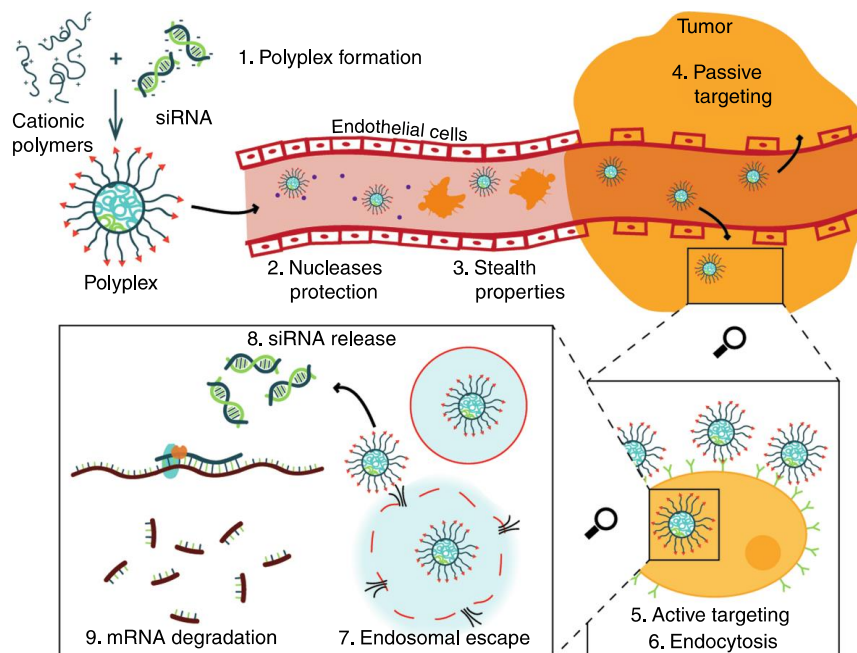 1. Polyplex formation
Cationic
polymers
siRNA
Polyplex
Endothelial cells
2. Nucleases
protection
3. Stealth
properties
Tumor
4. Passive
targeting
5. Active targeting
6. Endocytosis
7. Endosomal escape
8. siRNA release
9. mRNA degradation